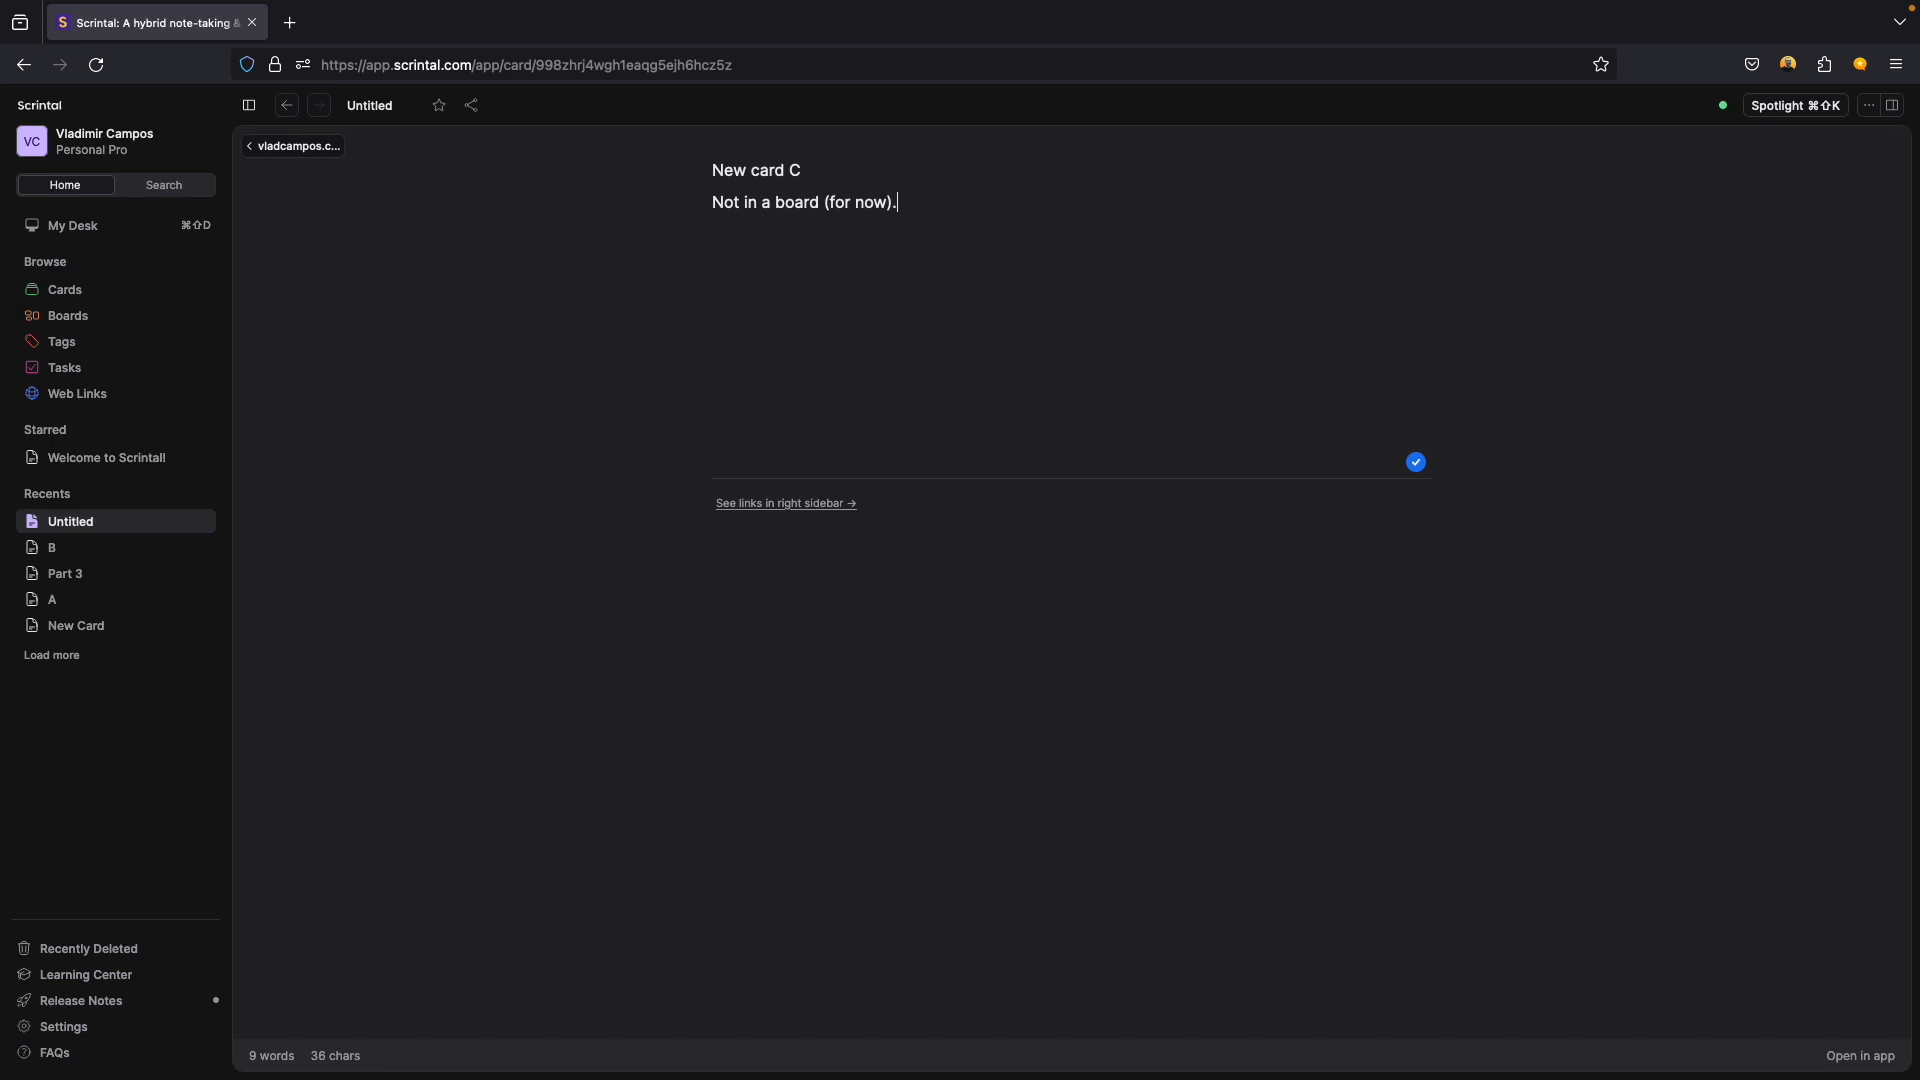 Scrintal: A hybrid note-taking &
https://app.scrintal.com/app/card/998zhrj4wgh1eaqg5ejh6hcz5z
Scrintal
Untitled
Spotlight ⌘⇧K
VC
Vladimir Campos
Personal Pro
vladcampos.c...
Home
Search
New card C
Not in a board (for now).
My Desk
⌘⇧D
Browse
Cards
Boards
Tags
Tasks
Web Links
Starred
Welcome to Scrintal!
See links in right sidebar →
Recents
Untitled
B
Part 3
A
New Card
Load more
Recently Deleted
Learning Center
Release Notes
Settings
FAQs
9 words
36 chars
Open in app